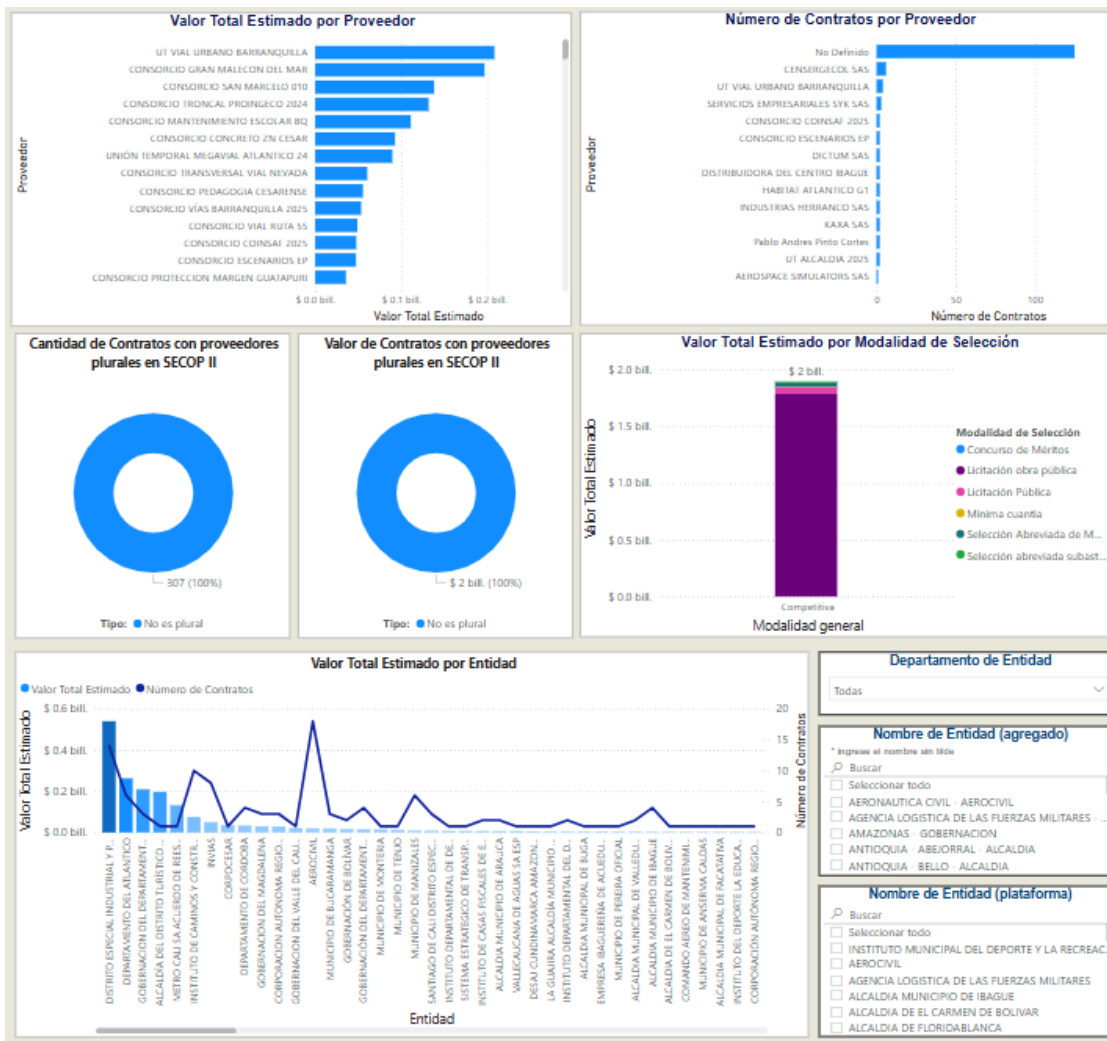 Valor Total Estimado por Proveedor
Proveedor
UT VIAL URBANO BARRANQUILLA
CONSORCIO GRAN MALECON DEL MAR
CONSORCIO SAN MARCELO 010
CONSORCIO TRONCAL PROINGECO 2024
CONSORCIO MANTENIMIENTO ESCOLAR BQ
CONSORCIO CONCRETO ZN CESAR
UNIÓN TEMPORAL MEGAVIAL ATLANTICO 24
CONSORCIO TRANSVERSAL VIAL NEVADA
CONSORCIO PEDAGOGIA CESARENSE
CONSORCIO VÍAS BARRANQUILLA 2025
CONSORCIO VIAL RUTA 55
CONSORCIO COINSAF 2025
CONSORCIO ESCENARIOS EP
CONSORCIO PROTECCION MARGEN GUATAPURI
$ 0.0 bill. $ 0.1 bill. $ 0.2 bill.
Valor Total Estimado
Número de Contratos por Proveedor
Proveedor
No Definido
CENSERGECOL SAS
UT VIAL URBANO BARRANQUILLA
SERVICIOS EMPRESARIALES SYK SAS
CONSORCIO COINSAF 2025
CONSORCIO ESCENARIOS EP
DICTUM SAS
DISTRIBUIDORA DEL CENTRO IBAGUE
HABITAT ATLANTICO G1
INDUSTRIAS HERRANCO SAS
KAXA SAS
Pablo Andres Pinto Cortes
UT ALCALDIA 2025
AEROSPACE SIMULATORS SAS
0 50 100
Número de Contratos
Cantidad de Contratos con proveedores
plurales en SECOP II
307 (100%)
Tipo: No es plural
Valor de Contratos con proveedores
plurales en SECOP II
$ 2 bill. (100%)
Tipo: No es plural
Valor Total Estimado por Modalidad de Selección
Valor Total Estimado
$ 2.0 bill.
$ 1.5 bill.
$ 1.0 bill.
$ 0.5 bill.
$ 0.0 bill.
$ 2 bill.
Competitiva
Modalidad general
Modalidad de Selección
Concurso de Méritos
Licitación obra pública
Licitación Pública
Mínima cuantía
Selección Abreviada de M...
Selección abreviada subast...
Valor Total Estimado por Entidad
Valor Total Estimado Número de Contratos
Valor Total Estimado
$ 0.6 bill.
$ 0.4 bill.
$ 0.2 bill.
$ 0.0 bill.
20
15
10
5
0
Número de Contratos
DISTRITO ESPECIAL INDUSTRIAL Y P...
DEPARTAMENTO DEL ATLANTICO
GOBERNACION DEL DEPARTAMENT...
ALCALDÍA DEL DISTRITO TURÍSTICO ...
METRO CALI SA ACUERDO DE REES...
INSTITUTO DE CAMINOS Y CONSTR...
INVIAS
CORPOCESAR
DEPARTAMENTO DE CORDOBA
GOBERNACION DEL MAGDALENA
CORPORACION AUTÓNOMA REGIO...
GOBERNACION DEL VALLE DEL CAU...
AEROCIVIL
MUNICIPIO DE BUCARAMANGA
GOBERNACIÓN DE BOLÍVAR
GOBERNACIÓN DEL DEPARTAMENT...
MUNICIPIO DE MONTERIA
MUNICIPIO DE TENJO
MUNICIPIO DE MANIZALES
SANTIAGO DE CALI DISTRITO ESPEC...
INSTITUTO DEPARTAMENTAL DE DE...
SISTEMA ESTRATEGICO DE TRANSP...
INSTITUTO DE CASAS FISCALES DE E...
ALCALDIA MUNICIPIO DE ARAUCA
VALLECAUCANA DE AGUAS SA ESP
DESAJ CUNDINAMARCA AMAZON...
LA GUAJIRA ALCALDÍA MUNICIPIO ...
INSTITUTO DEPARTAMENTAL DEL D...
ALCALDIA MUNICIPAL DE BUGA
EMPRESA IBAGUEREÑA DE ACUEDU...
MUNICIPIO DE PEREIRA OFICIAL
ALCALDIA MUNICIPAL DE VALLEDU...
ALCALDIA MUNICIPIO DE IBAGUE
ALCALDIA DE EL CARMEN DE BOLIV...
COMANDO AEREO DE MANTENIMI...
MUNICIPIO DE ANSERMA CALDAS
ALCALDIA MUNICIPAL DE FACATATIVA
INSTITUTO DEL DEPORTE LA EDUCA...
CORPORACION AUTÓNOMA REGIO...
Entidad
Departamento de Entidad
Todas
Nombre de Entidad (agregado)
* Ingrese el nombre sin tilde
Buscar
Seleccionar todo
AERONAUTICA CIVIL - AEROCIVIL
AGENCIA LOGISTICA DE LAS FUERZAS MILITARES - ...
AMAZONAS - GOBERNACION
ANTIOQUIA - ABEJORRAL - ALCALDIA
ANTIOQUIA - BELLO - ALCALDIA
Nombre de Entidad (plataforma)
Buscar
Seleccionar todo
INSTITUTO MUNICIPAL DEL DEPORTE Y LA RECREAC...
AEROCIVIL
AGENCIA LOGISTICA DE LAS FUERZAS MILITARES
ALCALDIA MUNICIPIO DE IBAGUE
ALCALDIA DE EL CARMEN DE BOLIVAR
ALCALDIA DE FLORIDABLANCA